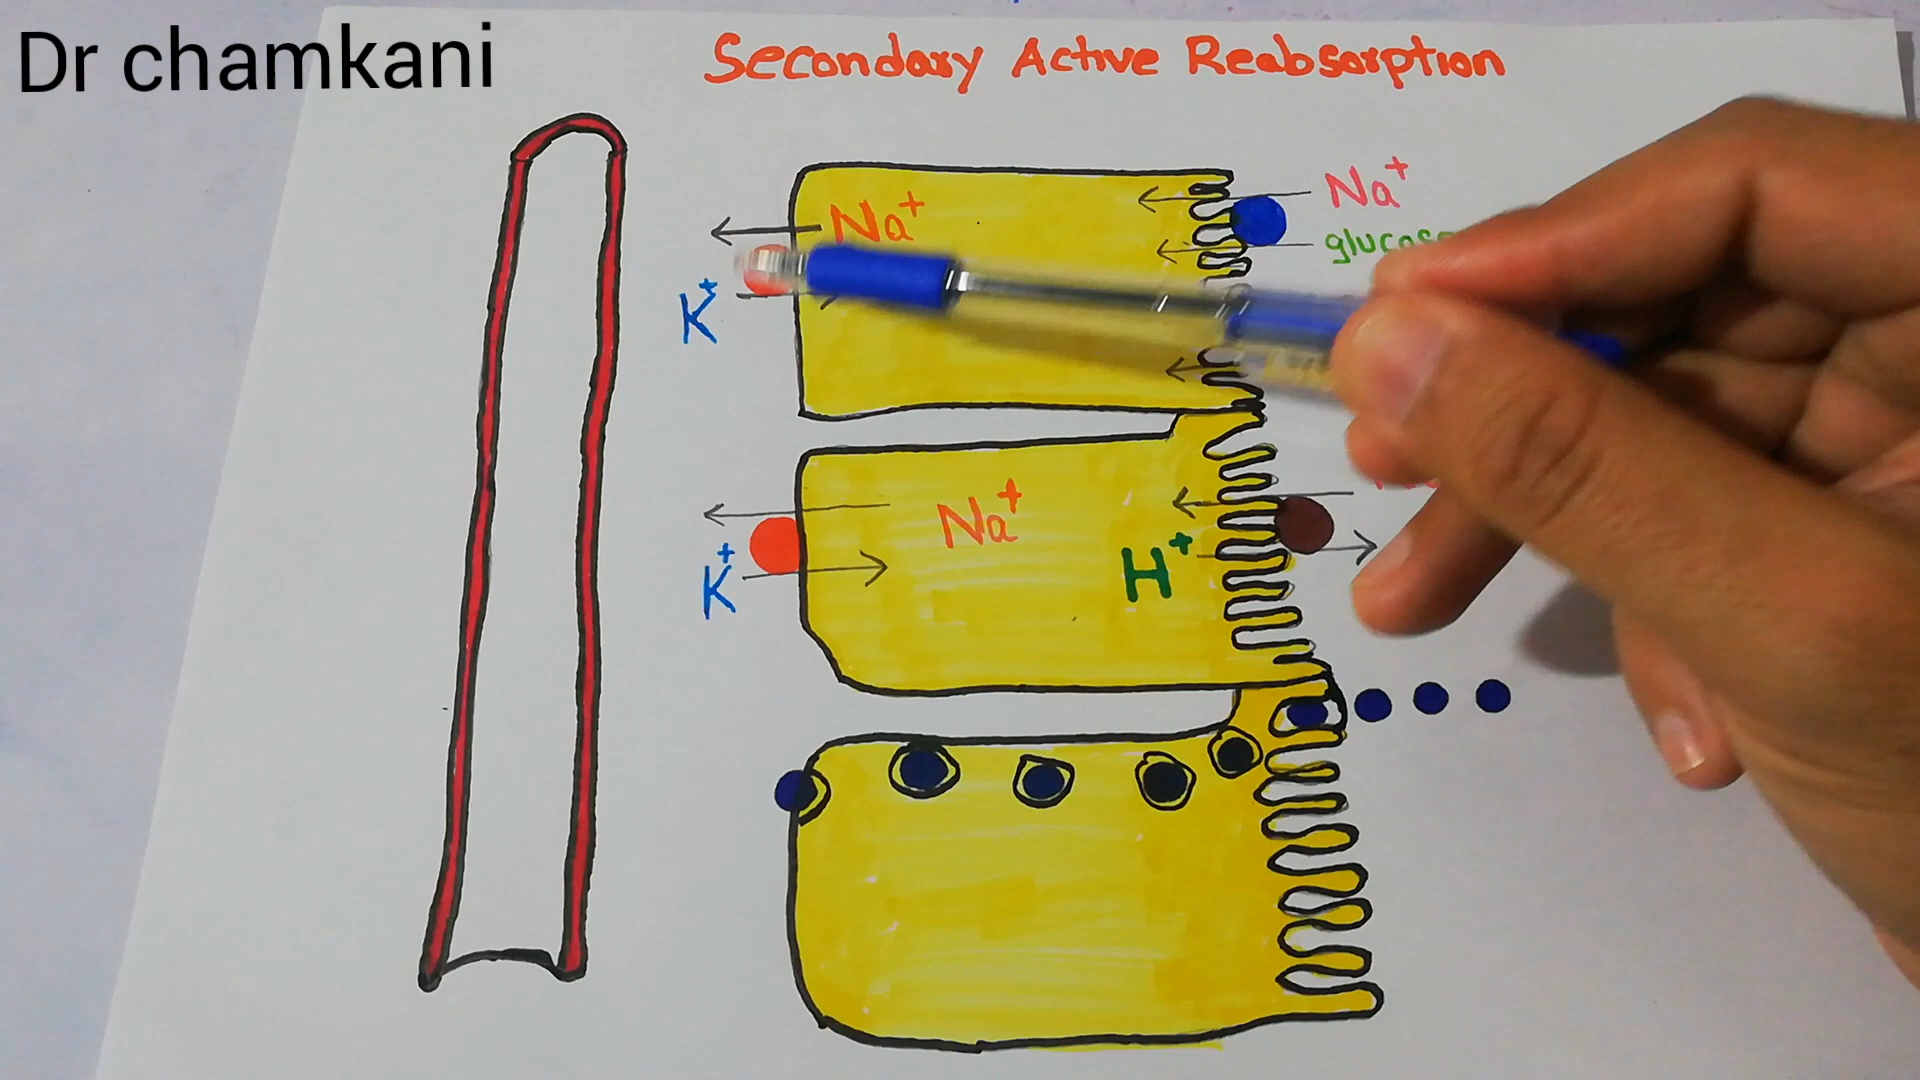 Dr chamkani
Secondary Active Reabsorption
Na⁺
Na⁺
K⁺
Na⁺
H⁺
K⁺